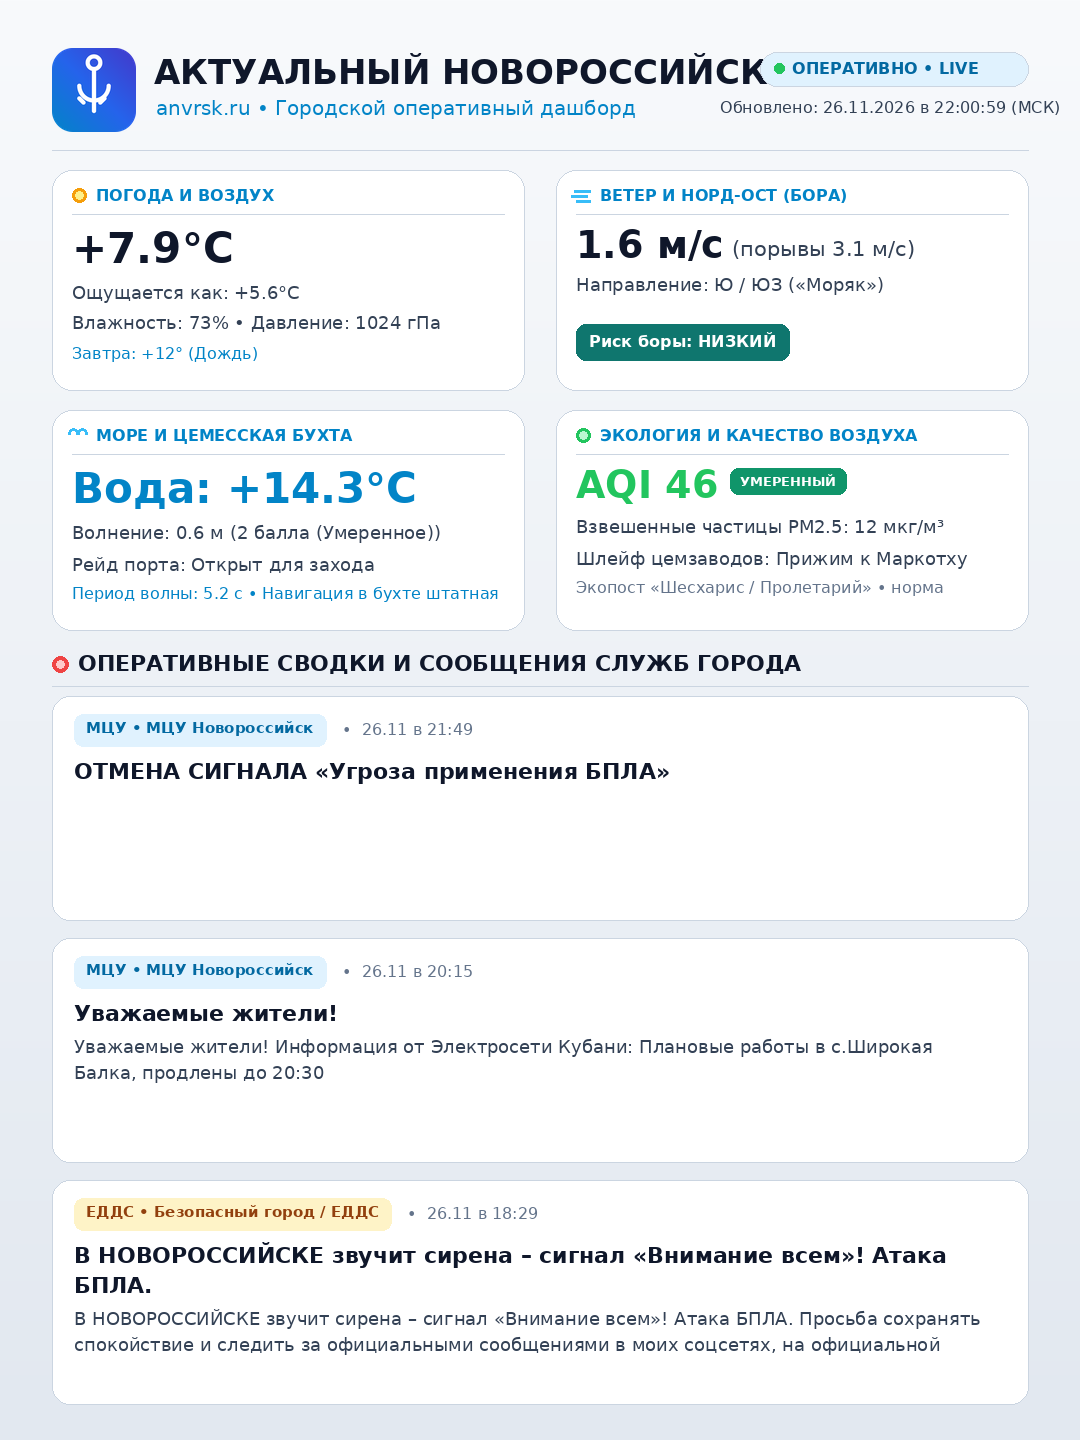 АКТУАЛЬНЫЙ НОВОРОССИЙСК
ОПЕРАТИВНО • LIVE
anvrsk.ru • Городской оперативный дашборд
Обновлено: 26.11.2026 в 22:00:59 (МСК)
ПОГОДА И ВОЗДУХ
+7.9°C
Ощущается как: +5.6°C
Влажность: 73% • Давление: 1024 гПа
Завтра: +12° (Дождь)
ВЕТЕР И НОРД-ОСТ (БОРА)
1.6 м/с (порывы 3.1 м/с)
Направление: Ю / ЮЗ («Моряк»)
Риск боры: НИЗКИЙ
МОРЕ И ЦЕМЕССКАЯ БУХТА
Вода: +14.3°C
Волнение: 0.6 м (2 балла (Умеренное))
Рейд порта: Открыт для захода
Период волны: 5.2 с • Навигация в бухте штатная
ЭКОЛОГИЯ И КАЧЕСТВО ВОЗДУХА
AQI 46 УМЕРЕННЫЙ
Взвешенные частицы PM2.5: 12 мкг/м³
Шлейф цемзаводов: Прижим к Маркотху
Экопост «Шесхарис / Пролетарий» • норма
ОПЕРАТИВНЫЕ СВОДКИ И СООБЩЕНИЯ СЛУЖБ ГОРОДА
МЦУ • МЦУ Новороссийск • 26.11 в 21:49
ОТМЕНА СИГНАЛА «Угроза применения БПЛА»
МЦУ • МЦУ Новороссийск • 26.11 в 20:15
Уважаемые жители!
Уважаемые жители! Информация от Электросети Кубани: Плановые работы в с.Широкая
Балка, продлены до 20:30
ЕДДС • Безопасный город / ЕДДС • 26.11 в 18:29
В НОВОРОССИЙСКЕ звучит сирена – сигнал «Внимание всем»! Атака
БПЛА.
В НОВОРОССИЙСКЕ звучит сирена – сигнал «Внимание всем»! Атака БПЛА. Просьба сохранять
спокойствие и следить за официальными сообщениями в моих соцсетях, на официальной